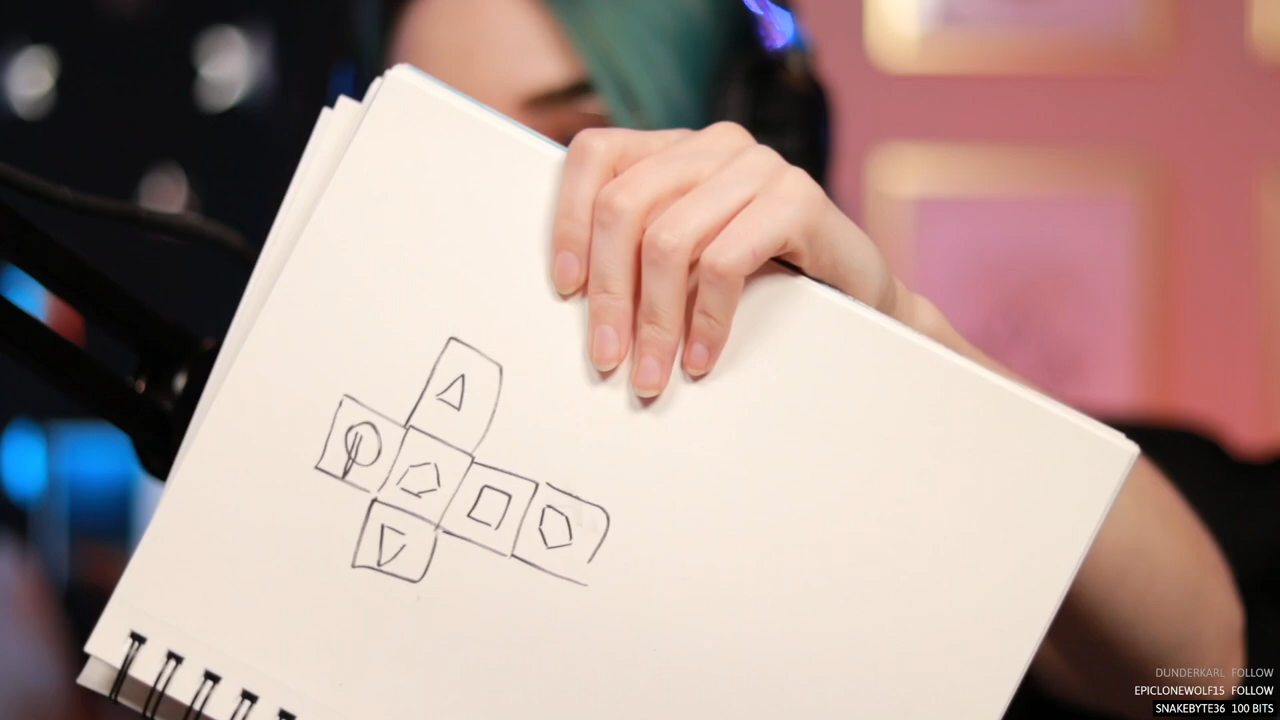 DUNDERKARL FOLLOW
EPICLONEWOLF15 FOLLOW
SNAKEBYTE36 100 BITS